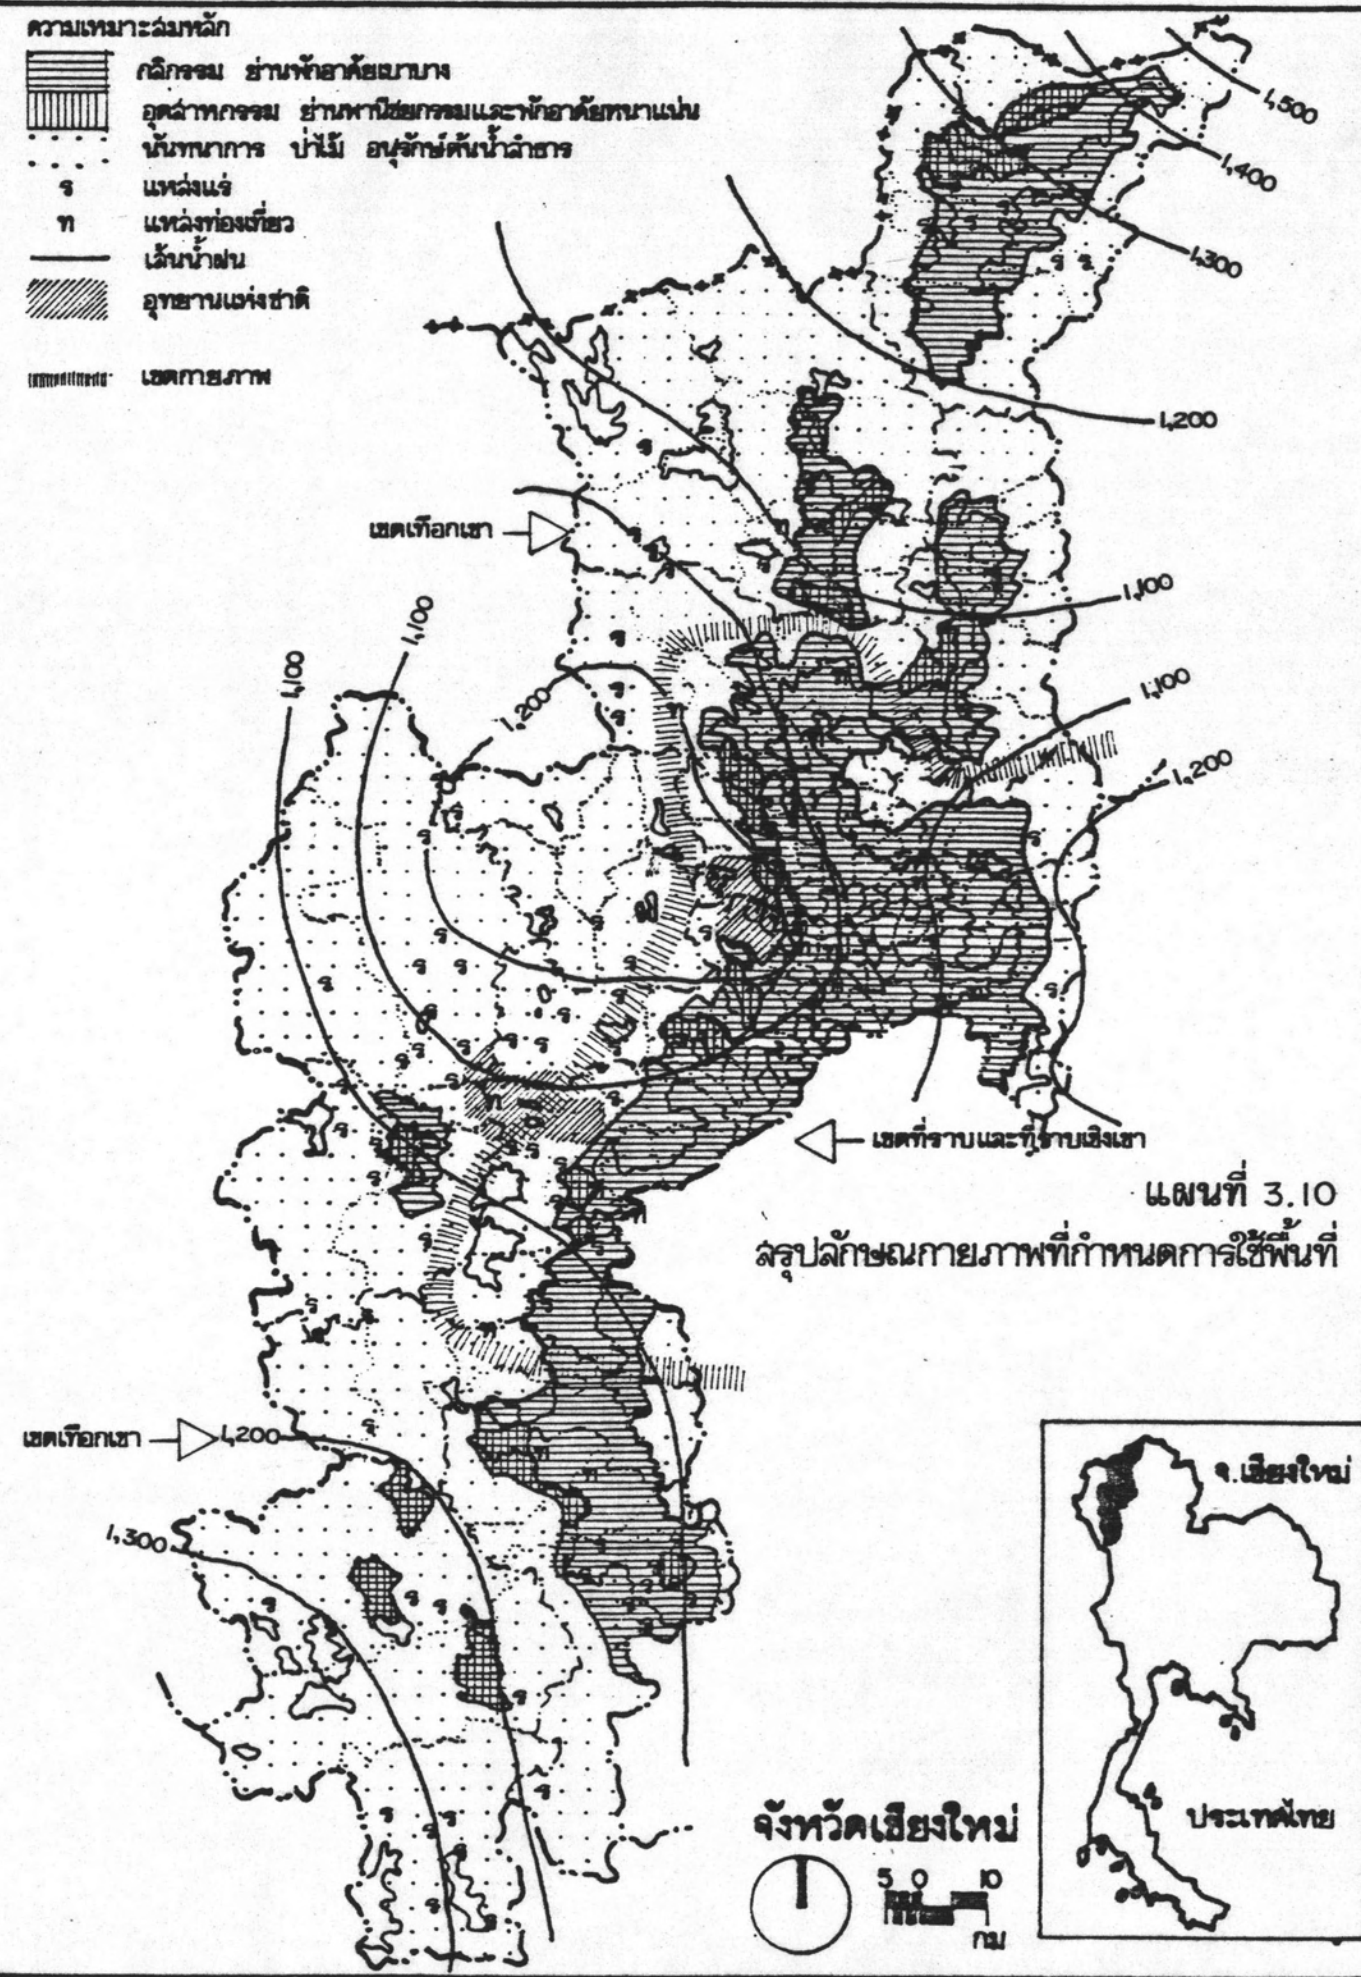 ความเหมาะสมหลัก
กสิกรรม ย่านพักอาศัยเบาบาง
อุตสาหกรรม ย่านพานิชยกรรมและพักอาศัยหนาแน่น
นันทนาการ ป่าไม้ อนุรักษ์ต้นน้ำลำธาร
ร แหล่งแร่
ท แหล่งท่องเที่ยว
เส้นน้ำฝน
อุทยานแห่งชาติ
เขตกายภาพ
1,500
1,400
1,300
1,200
เขตเทือกเขา
1,100
1,100
1,100
1,200
1,100
1,200
เขตที่ราบและที่ราบเชิงเขา
แผนที่ 3.10
สรุปลักษณกายภาพที่กำหนดการใช้พื้นที่
เขตเทือกเขา
1,200
1,300
จ.เชียงใหม่
ประเทศไทย
จังหวัดเชียงใหม่
5 0 10
กม